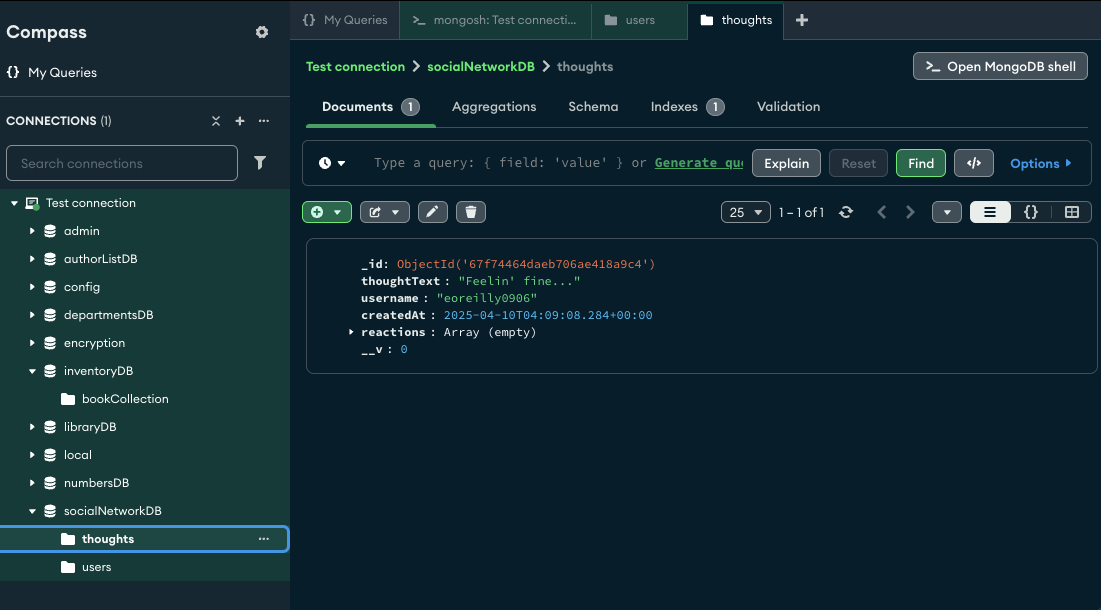 Compass
{} My Queries
CONNECTIONS (1)
Search connections
Test connection
admin
authorListDB
config
departmentsDB
encryption
inventoryDB
bookCollection
libraryDB
local
numbersDB
socialNetworkDB
thoughts
users
{} My Queries
>_ mongosh: Test connecti...
users
thoughts
Test connection > socialNetworkDB > thoughts
>_ Open MongoDB shell
Documents 1 Aggregations Schema Indexes 1 Validation
Type a query: { field: 'value' } or Generate que Explain Reset Find </> Options
25 1 – 1 of 1 {}
_id: ObjectId('67f74464daeb706ae418a9c4')
thoughtText : "Feelin' fine..."
username : "eoreilly0906"
createdAt : 2025-04-10T04:09:08.284+00:00
reactions : Array (empty)
__v : 0